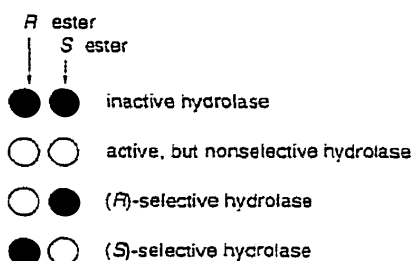 R ester
S ester
inactive hydrolase
active, but nonselective hydrolase
(R)-selective hydrolase
(S)-selective hydrolase